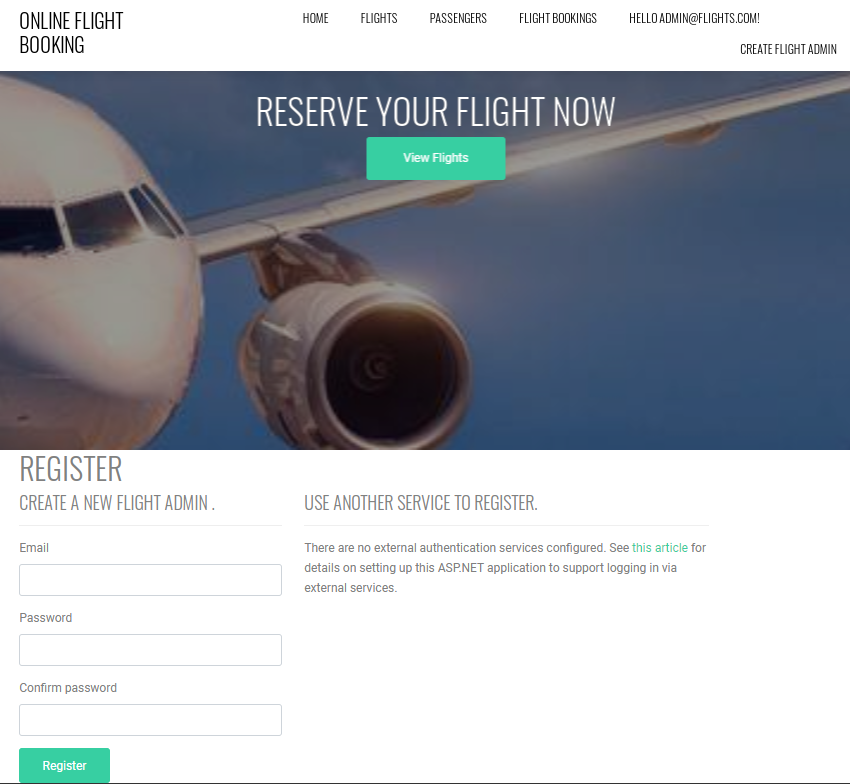 ONLINE FLIGHT
BOOKING
HOME FLIGHTS PASSENGERS FLIGHT BOOKINGS HELLO ADMIN@FLIGHTS.COM!
CREATE FLIGHT ADMIN
RESERVE YOUR FLIGHT NOW
View Flights
REGISTER
CREATE A NEW FLIGHT ADMIN .
Email
Password
Confirm password
Register
USE ANOTHER SERVICE TO REGISTER.
There are no external authentication services configured. See this article for
details on setting up this ASP.NET application to support logging in via
external services.